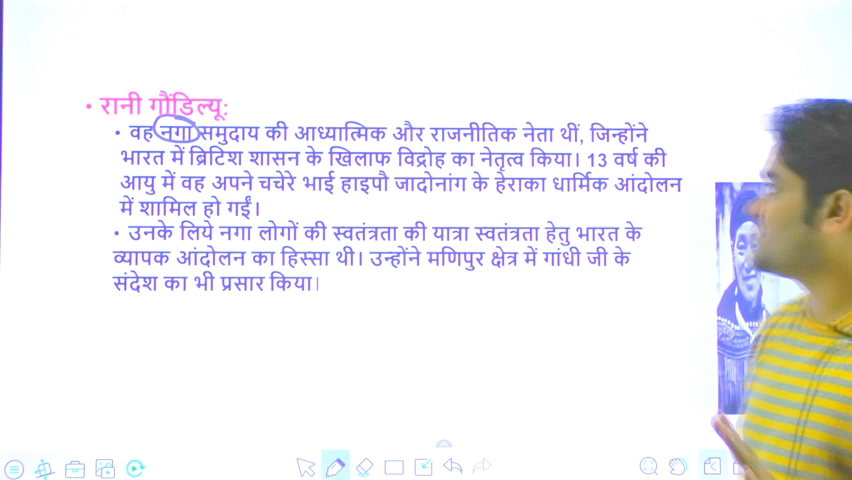 • रानी गौंडिल्यू:
• वह नगा समुदाय की आध्यात्मिक और राजनीतिक नेता थीं, जिन्होंने
भारत में ब्रिटिश शासन के खिलाफ विद्रोह का नेतृत्व किया। 13 वर्ष की
आयु में वह अपने चचेरे भाई हाइपौ जादोनांग के हेराका धार्मिक आंदोलन
में शामिल हो गईं।
• उनके लिये नगा लोगों की स्वतंत्रता की यात्रा स्वतंत्रता हेतु भारत के
व्यापक आंदोलन का हिस्सा थी। उन्होंने मणिपुर क्षेत्र में गांधी जी के
संदेश का भी प्रसार किया।